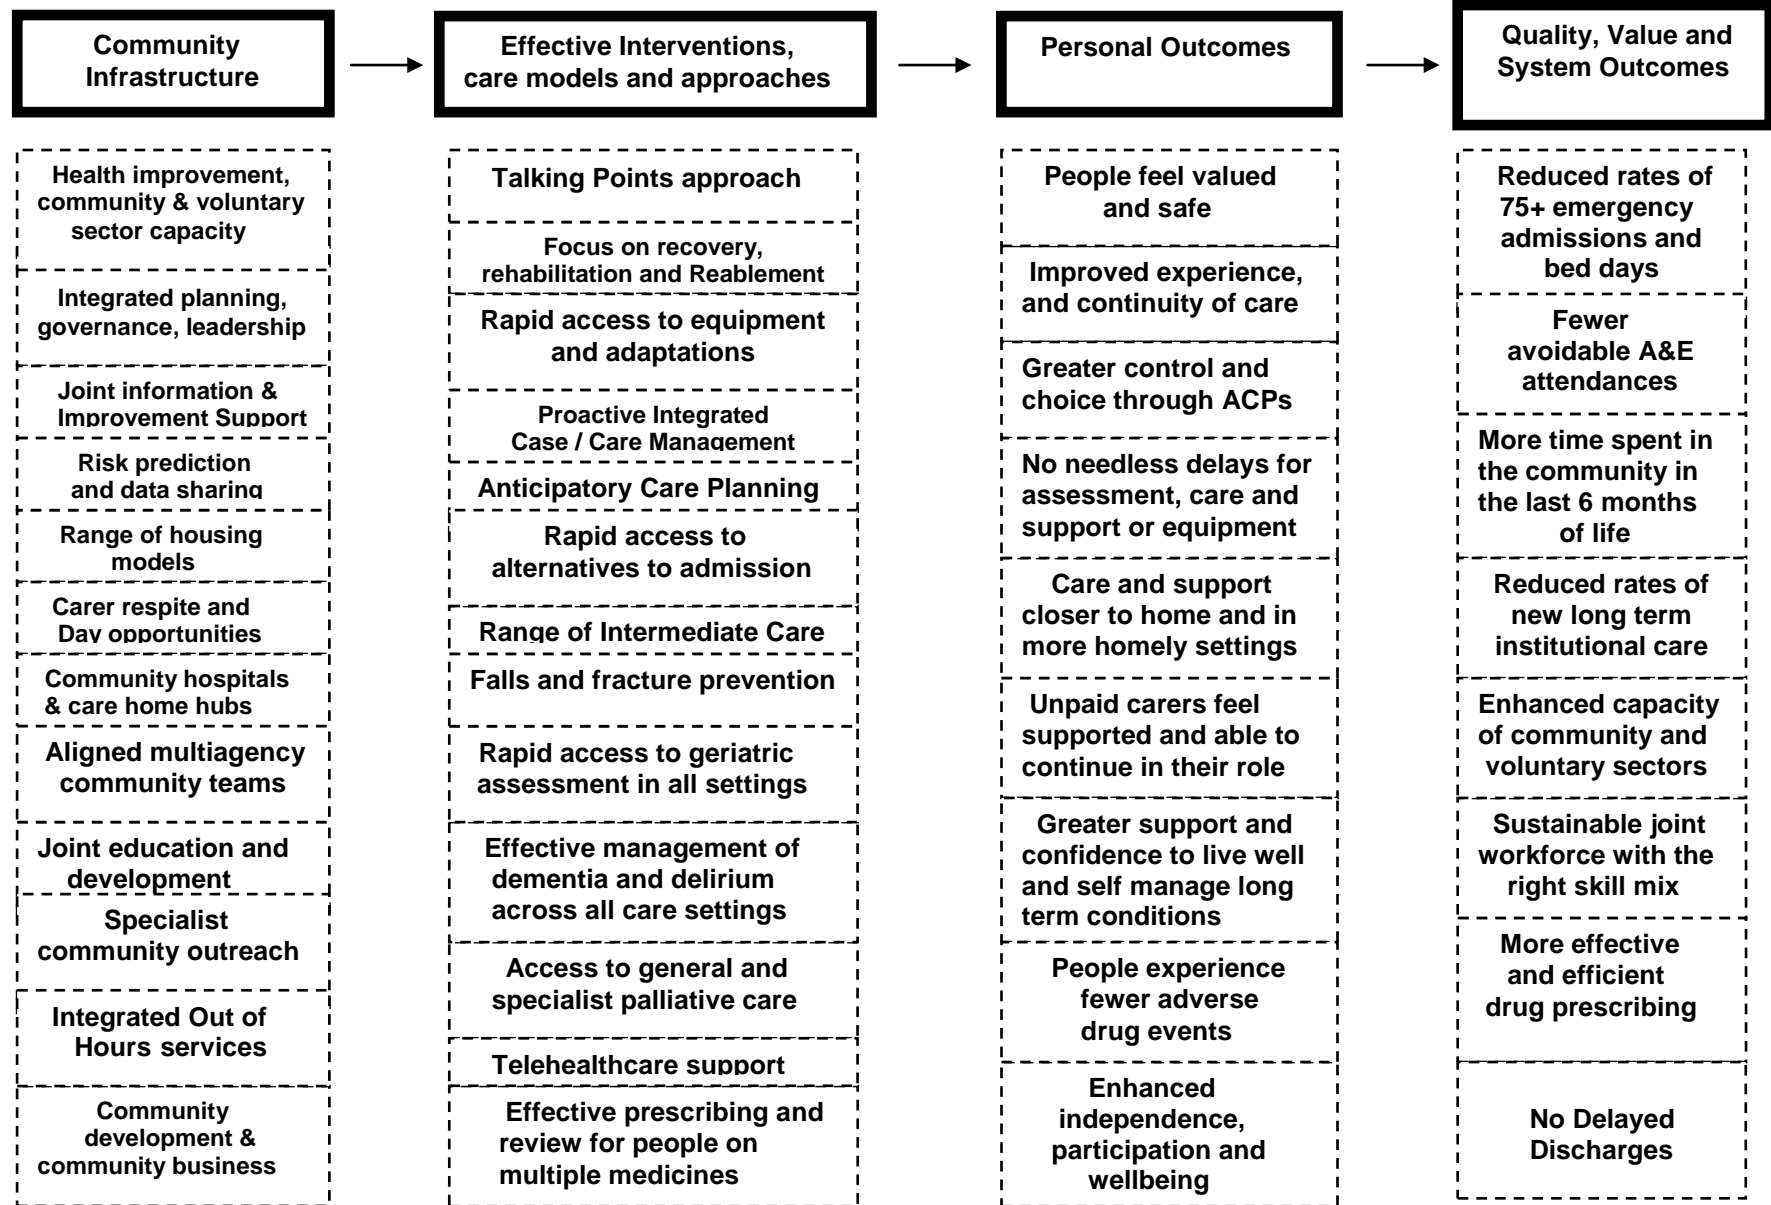 Community
Infrastructure
Effective Interventions,
care models and approaches
Personal Outcomes
Quality, Value and
System Outcomes
Health improvement,
community & voluntary
sector capacity
Integrated planning,
governance, leadership
Joint information &
Improvement Support
Risk prediction
and data sharing
Range of housing
models
Carer respite and
Day opportunities
Community hospitals
& care home hubs
Aligned multiagency
community teams
Joint education and
development
Specialist
community outreach
Integrated Out of
Hours services
Community
development &
community business
Talking Points approach
Focus on recovery,
rehabilitation and Reablement
Rapid access to equipment
and adaptations
Proactive Integrated
Case / Care Management
Anticipatory Care Planning
Rapid access to
alternatives to admission
Range of Intermediate Care
Falls and fracture prevention
Rapid access to geriatric
assessment in all settings
Effective management of
dementia and delirium
across all care settings
Access to general and
specialist palliative care
Telehealthcare support
Effective prescribing and
review for people on
multiple medicines
People feel valued
and safe
Improved experience,
and continuity of care
Greater control and
choice through ACPs
No needless delays for
assessment, care and
support or equipment
Care and support
closer to home and in
more homely settings
Unpaid carers feel
supported and able to
continue in their role
Greater support and
confidence to live well
and self manage long
term conditions
People experience
fewer adverse
drug events
Enhanced
independence,
participation and
wellbeing
Reduced rates of
75+ emergency
admissions and
bed days
Fewer
avoidable A&E
attendances
More time spent in
the community in
the last 6 months
of life
Reduced rates of
new long term
institutional care
Enhanced capacity
of community and
voluntary sectors
Sustainable joint
workforce with the
right skill mix
More effective
and efficient
drug prescribing
No Delayed
Discharges